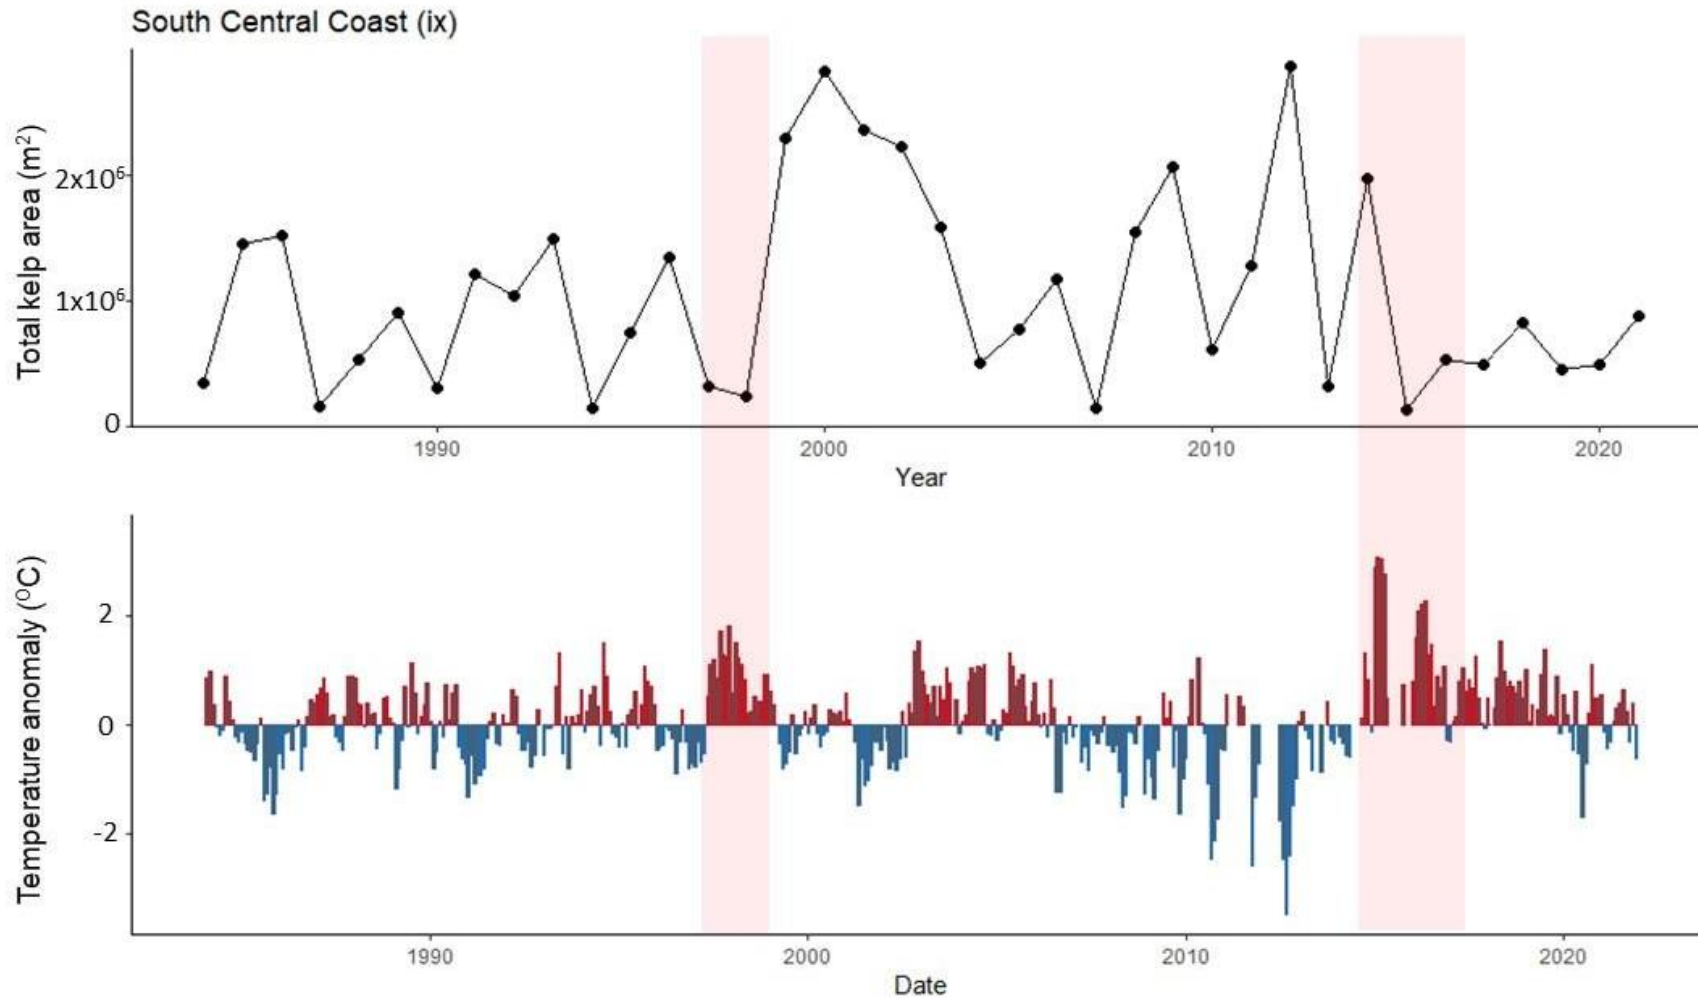 South Central Coast (ix)
Total kelp area (m²)
2x10⁶
1x10⁶
0
1990 2000 2010 2020
Year
Temperature anomaly (⁰C)
2
0
-2
1990 2000 2010 2020
Date